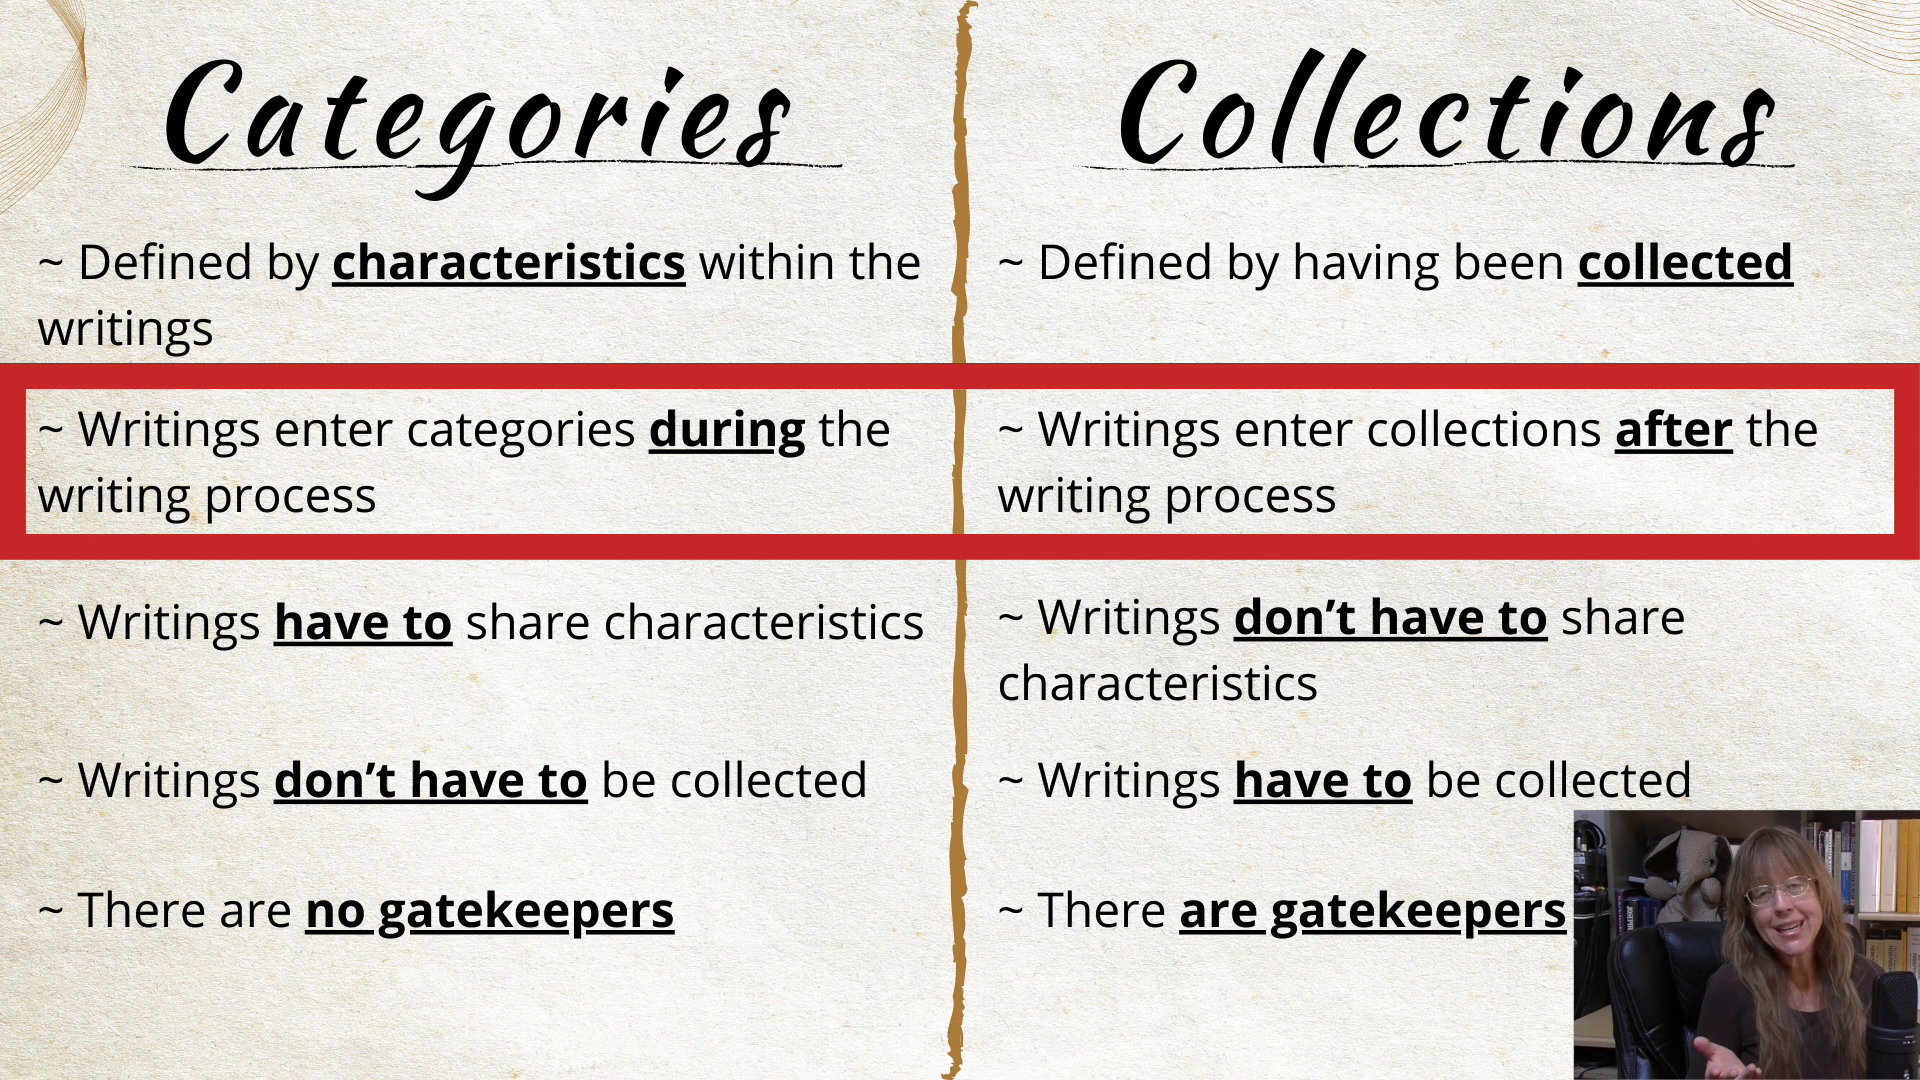 Categories
~ Defined by characteristics within the
writings
~ Writings enter categories during the
writing process
~ Writings have to share characteristics
~ Writings don’t have to be collected
~ There are no gatekeepers
Collections
~ Defined by having been collected
~ Writings enter collections after the
writing process
~ Writings don’t have to share
characteristics
~ Writings have to be collected
~ There are gatekeepers